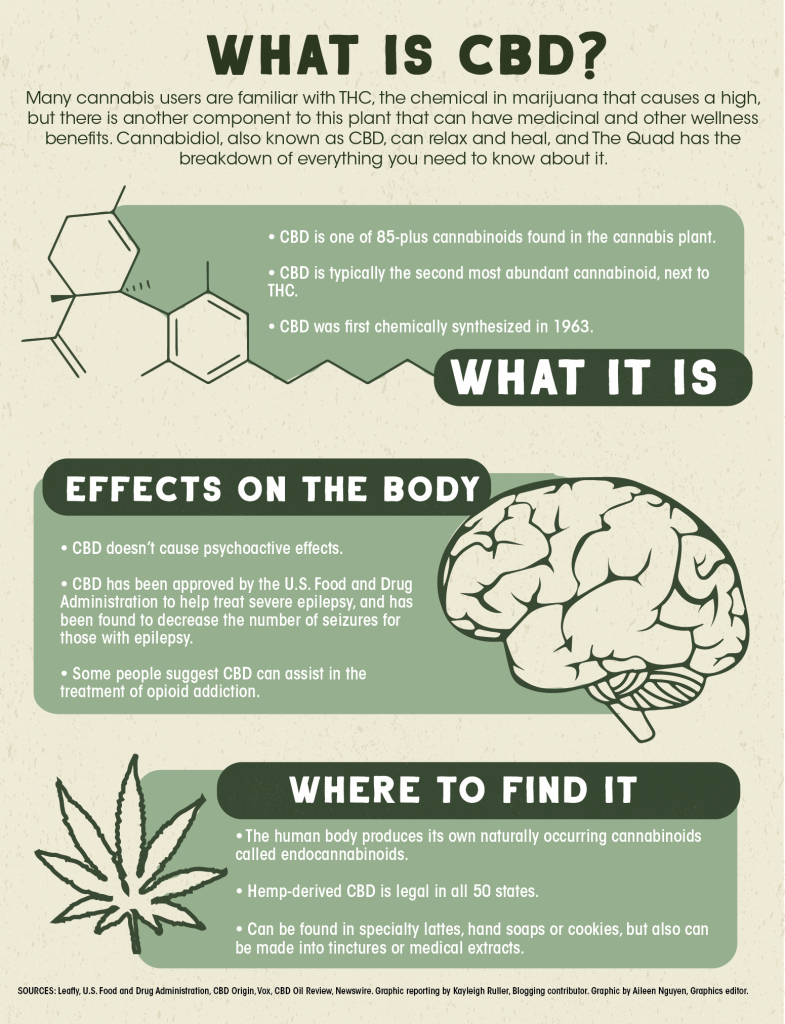 WHAT IS CBD?
Many cannabis users are familiar with THC, the chemical in marijuana that causes a high,
but there is another component to this plant that can have medicinal and other wellness
benefits. Cannabidiol, also known as CBD, can relax and heal, and The Quad has the
breakdown of everything you need to know about it.
• CBD is one of 85-plus cannabinoids found in the cannabis plant.
• CBD is typically the second most abundant cannabinoid, next to
THC.
• CBD was first chemically synthesized in 1963.
WHAT IT IS
EFFECTS ON THE BODY
• CBD doesn't cause psychoactive effects.
• CBD has been approved by the U.S. Food and Drug
Administration to help treat severe epilepsy, and has
been found to decrease the number of seizures for
those with epilepsy.
• Some people suggest CBD can assist in the
treatment of opioid addiction.
WHERE TO FIND IT
• The human body produces its own naturally occurring cannabinoids
called endocannabinoids.
• Hemp-derived CBD is legal in all 50 states.
• Can be found in specialty lattes, hand soaps or cookies, but also can
be made into tinctures or medical extracts.
SOURCES: Leafly, U.S. Food and Drug Administration, CBD Origin, Vox, CBD Oil Review, Newswire. Graphic reporting by Kayleigh Ruller, Blogging contributor. Graphic by Aileen Nguyen, Graphics editor.